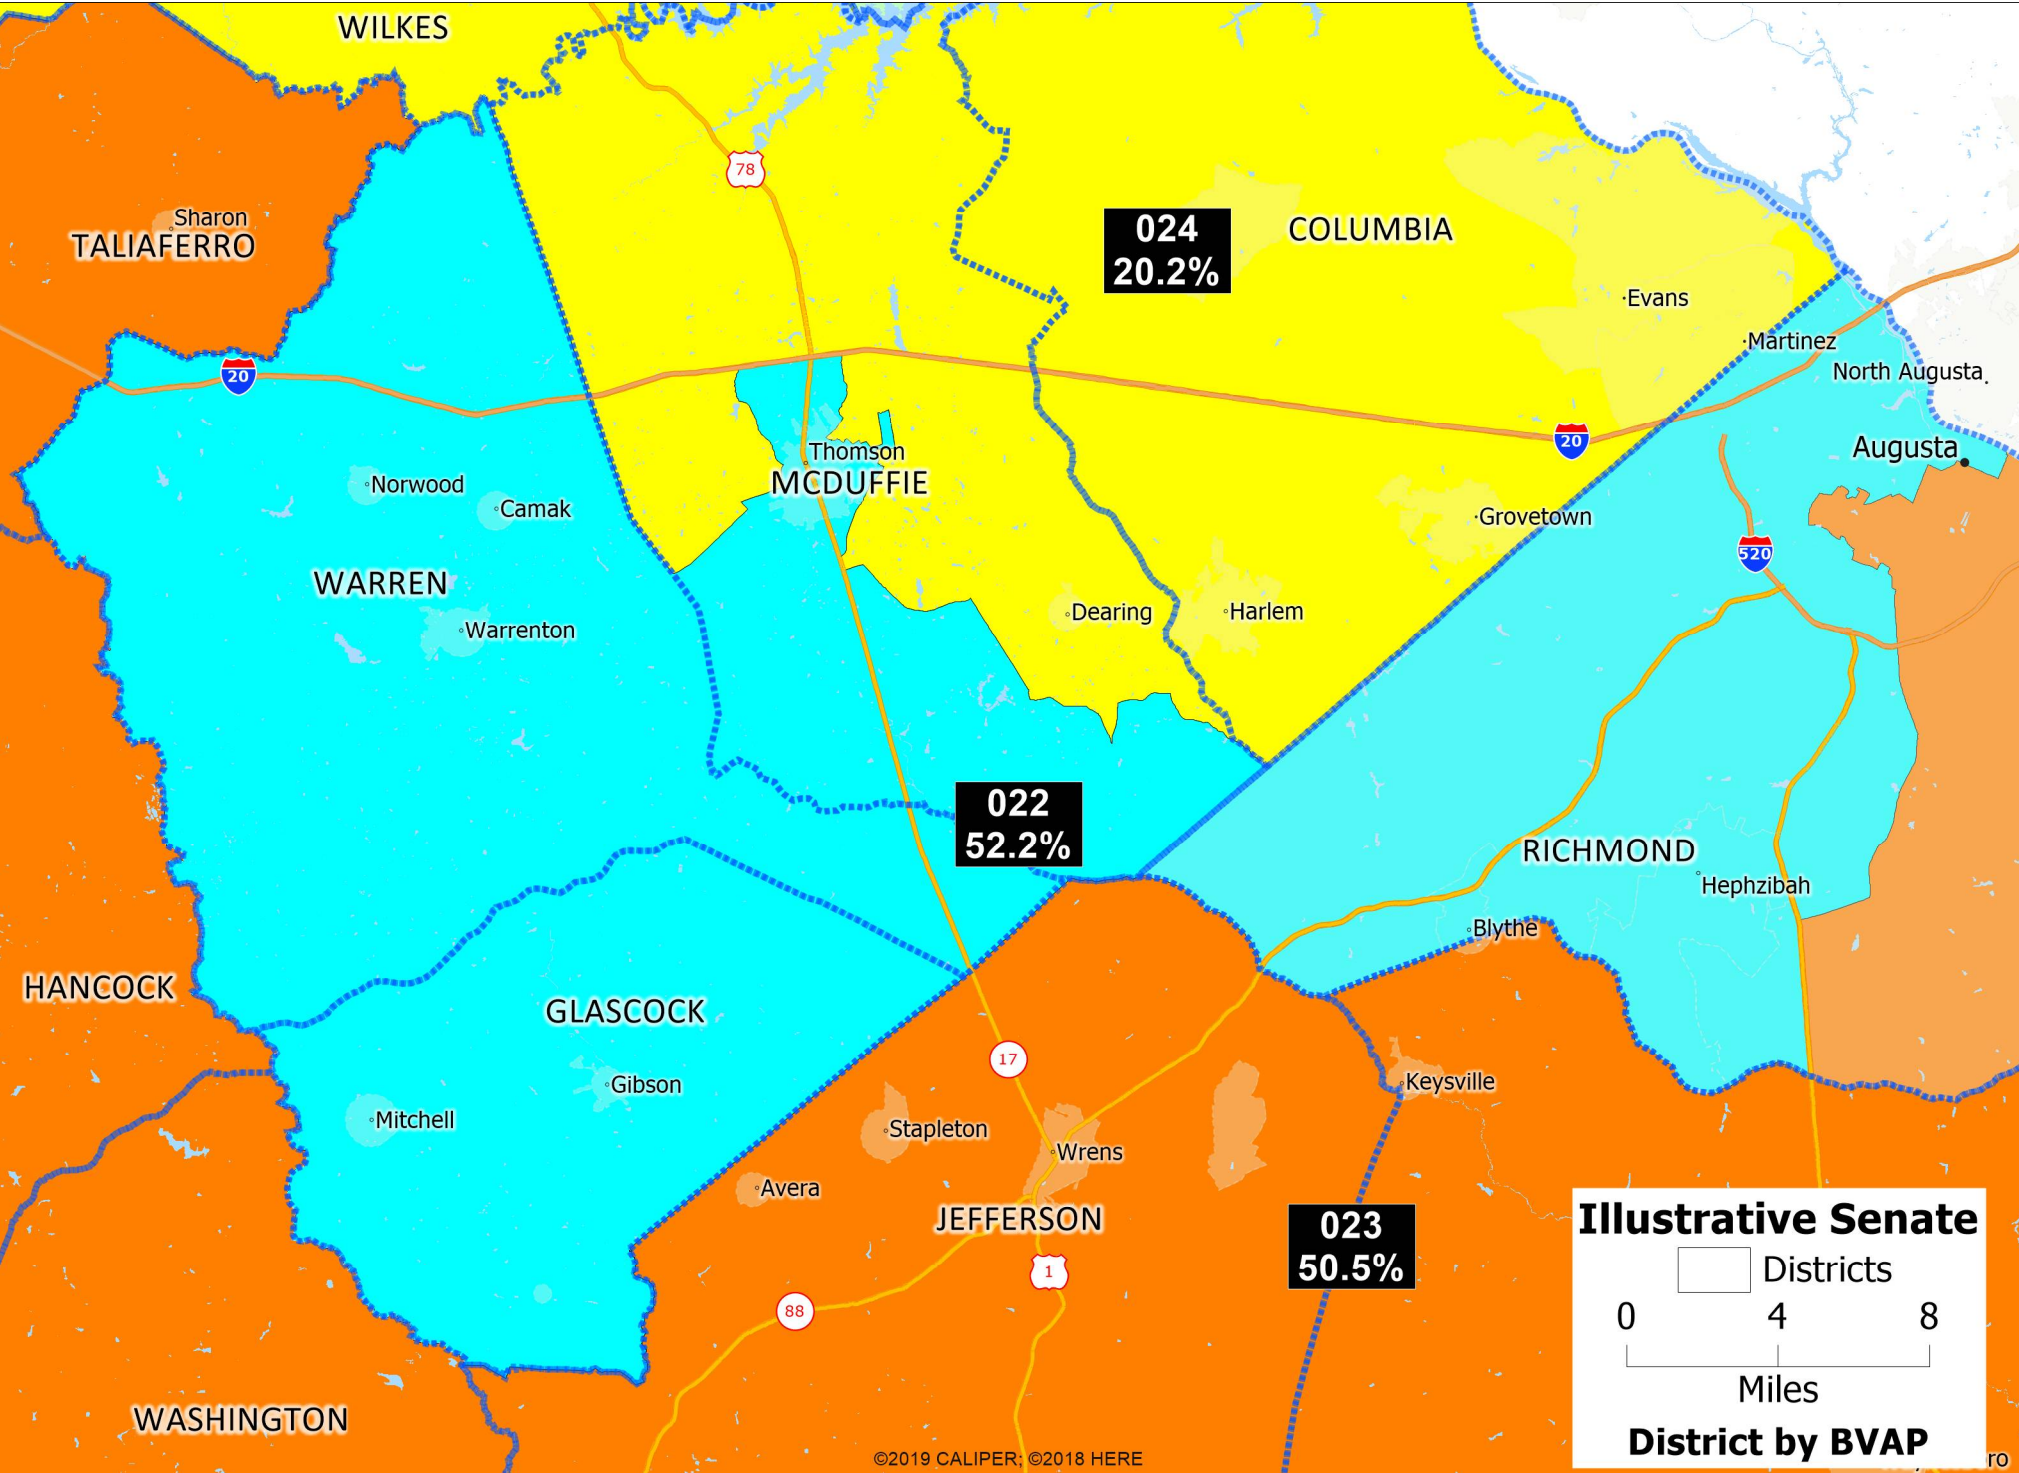 WILKES
78
Sharon
TALIAFERRO
024
20.2%
COLUMBIA
Evans
Martinez
North Augusta
20
20
Augusta
Thomson
MCDUFFIE
Norwood
Camak
Grovetown
520
WARREN
Warrenton
Dearing
Harlem
022
52.2%
RICHMOND
Hephzibah
Blythe
HANCOCK
GLASCOCK
17
Gibson
Mitchell
Keysville
Stapleton
Wrens
Avera
JEFFERSON
023
50.5%
1
88
WASHINGTON
Illustrative Senate
Districts
0 4 8
Miles
District by BVAP
©2019 CALIPER; ©2018 HERE